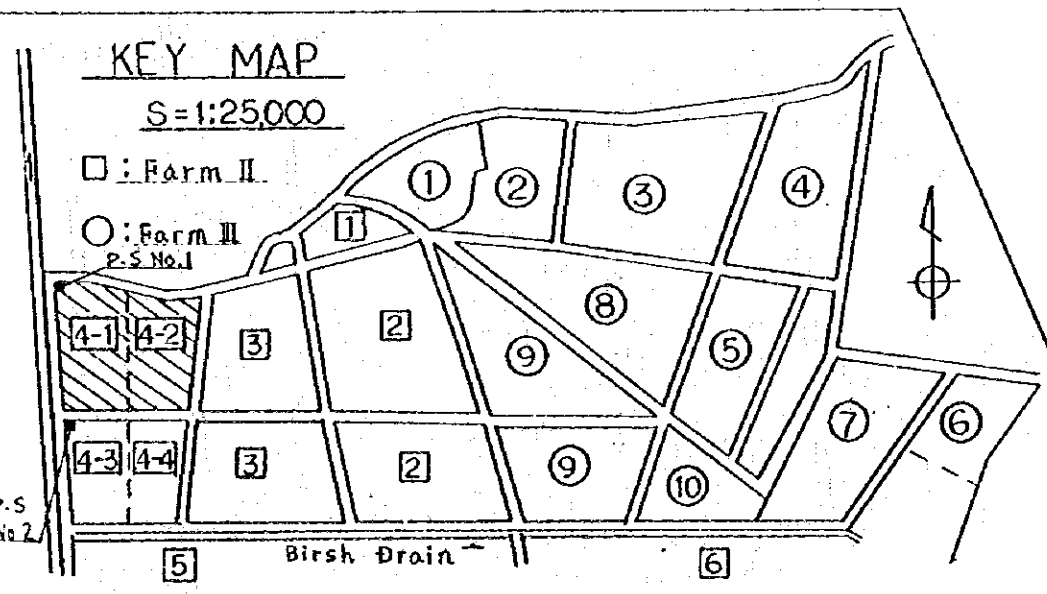 KEY MAP
S=1:25,000
□ : Farm II
○ : Farm III
P.S No.1
1
2
3
4
1
4-1
4-2
3
2
8
9
5
7
6
4-3
4-4
3
2
9
10
P.S
No 2
Birsh Drain
5
6